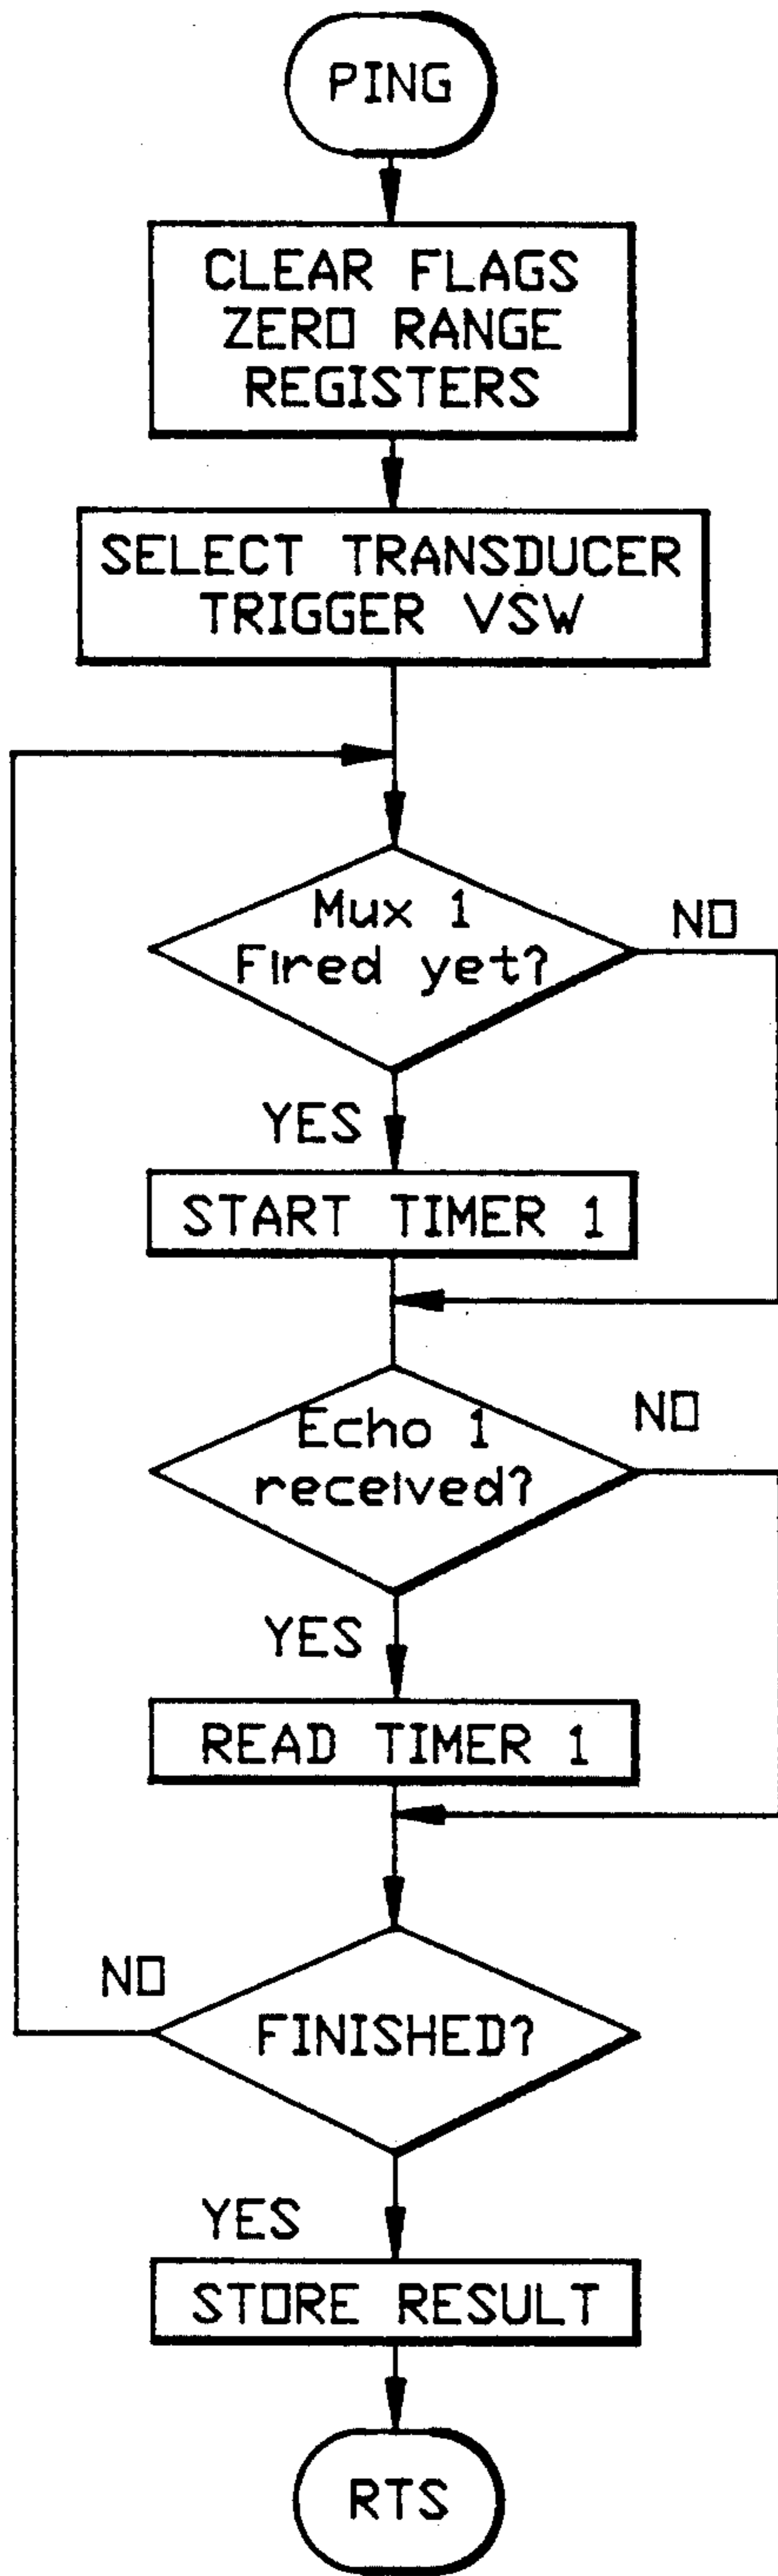 PING
CLEAR FLAGS
ZERO RANGE
REGISTERS
SELECT TRANSDUCER
TRIGGER VSW
Mux 1
Fired yet?
NO
YES
START TIMER 1
Echo 1
received?
NO
YES
READ TIMER 1
NO
FINISHED?
YES
STORE RESULT
RTS